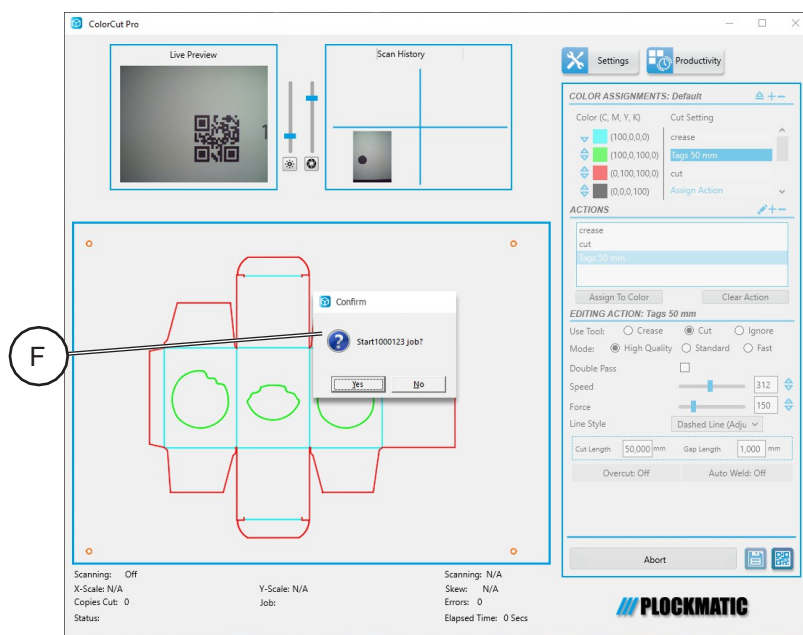 ColorCut Pro
Live Preview
Scan History
1
Settings
Productivity
COLOR ASSIGNMENTS: Default
Color (C, M, Y, K) Cut Setting
(100,0,0,0) crease
(100,0,100,0) Tags 50 mm
(0,100,100,0) cut
(0,0,0,100) Assign Action
ACTIONS
crease
cut
Tags 50 mm
Assign To Color Clear Action
EDITING ACTION: Tags 50 mm
Use Tool: Crease Cut Ignore
Mode: High Quality Standard Fast
Double Pass
Speed 312
Force 150
Line Style Dashed Line (Adju
Cut Length 50,000 mm Gap Length 1,000 mm
Overcut: Off Auto Weld: Off
Abort
F
Confirm
Start1000123 job?
Yes No
Scanning: Off Scanning: N/A
X-Scale: N/A Y-Scale: N/A Skew: N/A
Copies Cut: 0 Job: Errors: 0
Status: Elapsed Time: 0 Secs
PLOCKMATIC